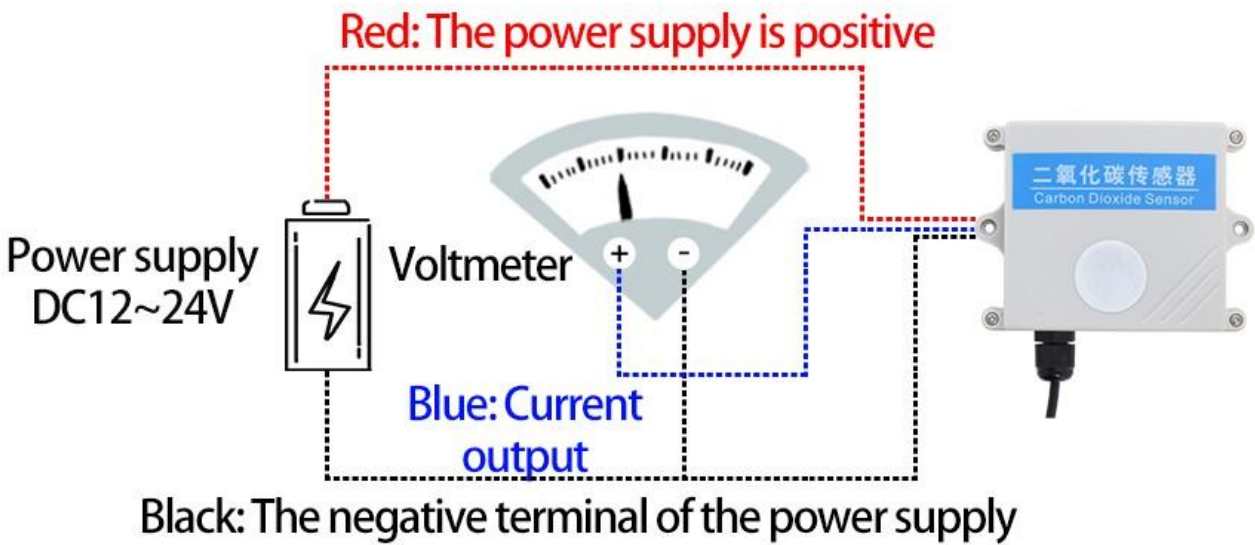 Red: The power supply is positive
二氧化碳传感器
Carbon Dioxide Sensor
+ -
Power supply
DC12~24V
Voltmeter
Blue: Current
output
Black: The negative terminal of the power supply